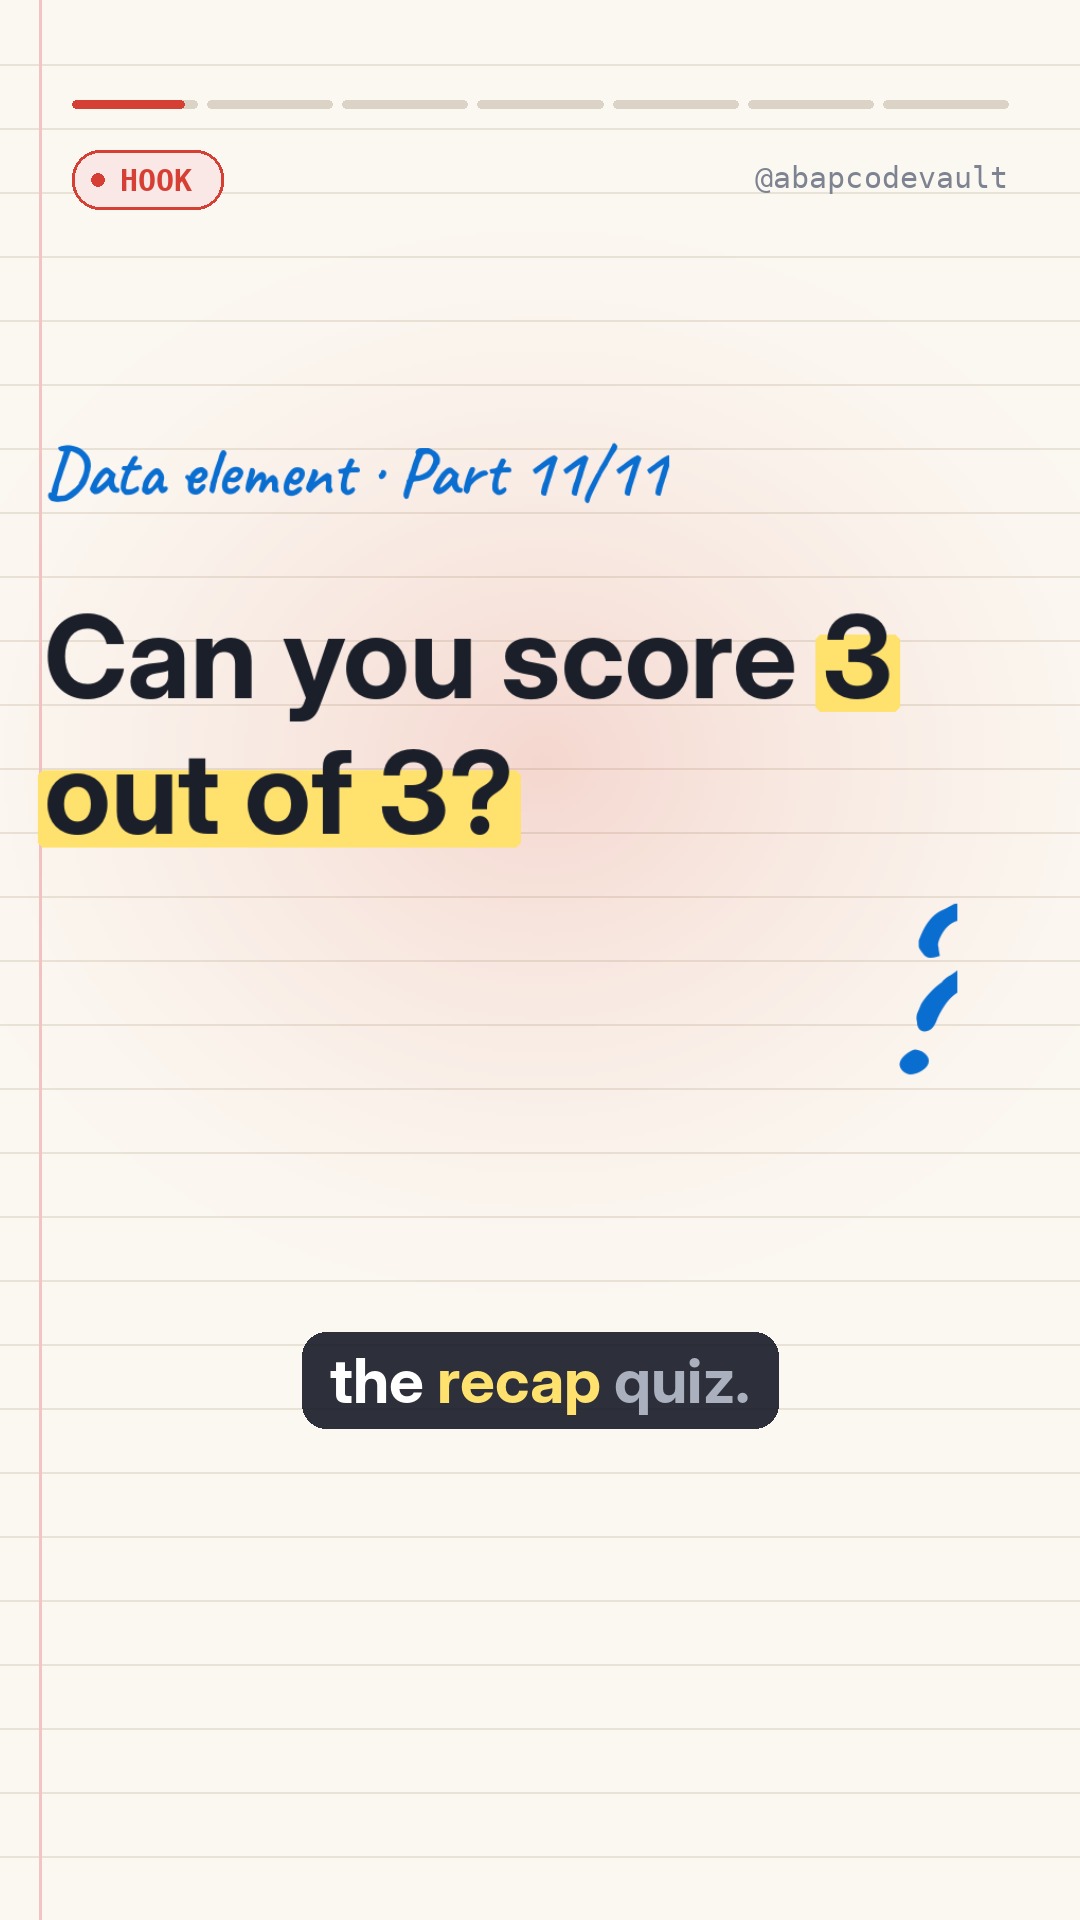 HOOK
@abapcodevault
Data element · Part 11/11
Can you score 3
out of 3?
?
the recap quiz.